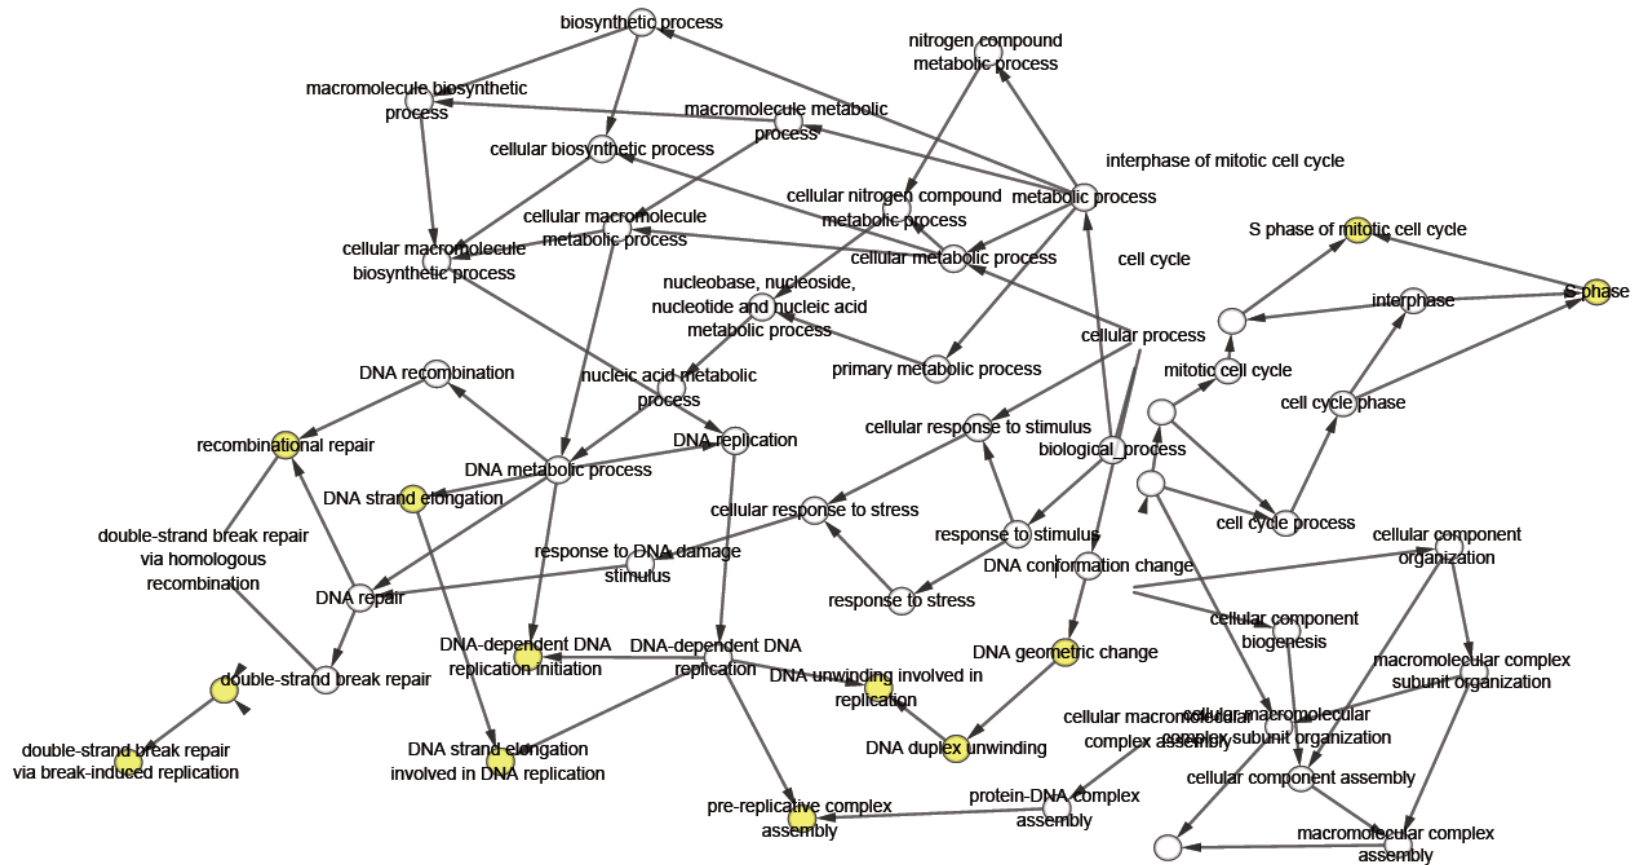 biosynthetic process
nitrogen compound
metabolic process
macromolecule biosynthetic
process
macromolecule metabolic
process
cellular biosynthetic process
interphase of mitotic cell cycle
cellular nitrogen compound
metabolic process
metabolic process
cellular macromolecule
metabolic process
S phase of mitotic cell cycle
cellular macromolecule
biosynthetic process
cellular metabolic process
cell cycle
nucleobase, nucleoside,
nucleotide and nucleic acid
metabolic process
interphase
S phase
cellular process
primary metabolic process
mitotic cell cycle
DNA recombination
nucleic acid metabolic
process
cell cycle phase
recombinational repair
DNA replication
cellular response to stimulus
biological_process
DNA metabolic process
DNA strand elongation
cellular response to stress
cell cycle process
double-strand break repair
via homologous
recombination
response to stimulus
cellular component
organization
response to DNA damage
stimulus
DNA conformation change
DNA repair
response to stress
cellular component
biogenesis
DNA-dependent DNA
replication initiation
DNA-dependent DNA
replication
DNA geometric change
macromolecular complex
subunit organization
double-strand break repair
DNA unwinding involved in
replication
cellular macromolecular
complex assembly
cellular macromolecular
complex subunit organization
double-strand break repair
via break-induced replication
DNA strand elongation
involved in DNA replication
DNA duplex unwinding
cellular component assembly
pre-replicative complex
assembly
protein-DNA complex
assembly
macromolecular complex
assembly